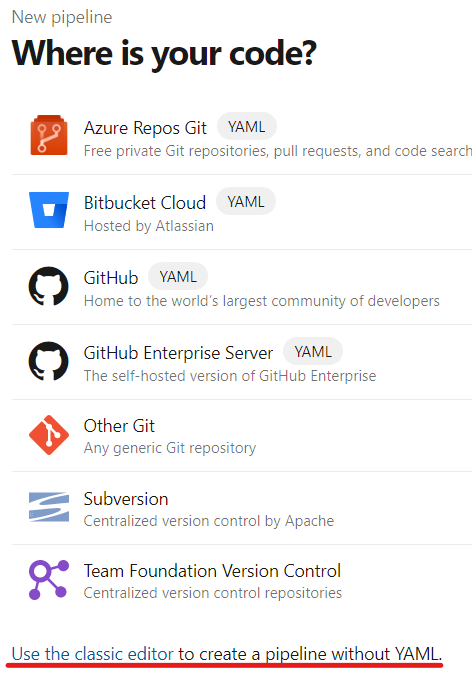 New pipeline
Where is your code?
Azure Repos Git YAML
Free private Git repositories, pull requests, and code search
Bitbucket Cloud YAML
Hosted by Atlassian
GitHub YAML
Home to the world's largest community of developers
GitHub Enterprise Server YAML
The self-hosted version of GitHub Enterprise
Other Git
Any generic Git repository
Subversion
Centralized version control by Apache
Team Foundation Version Control
Centralized version control repositories
Use the classic editor to create a pipeline without YAML.